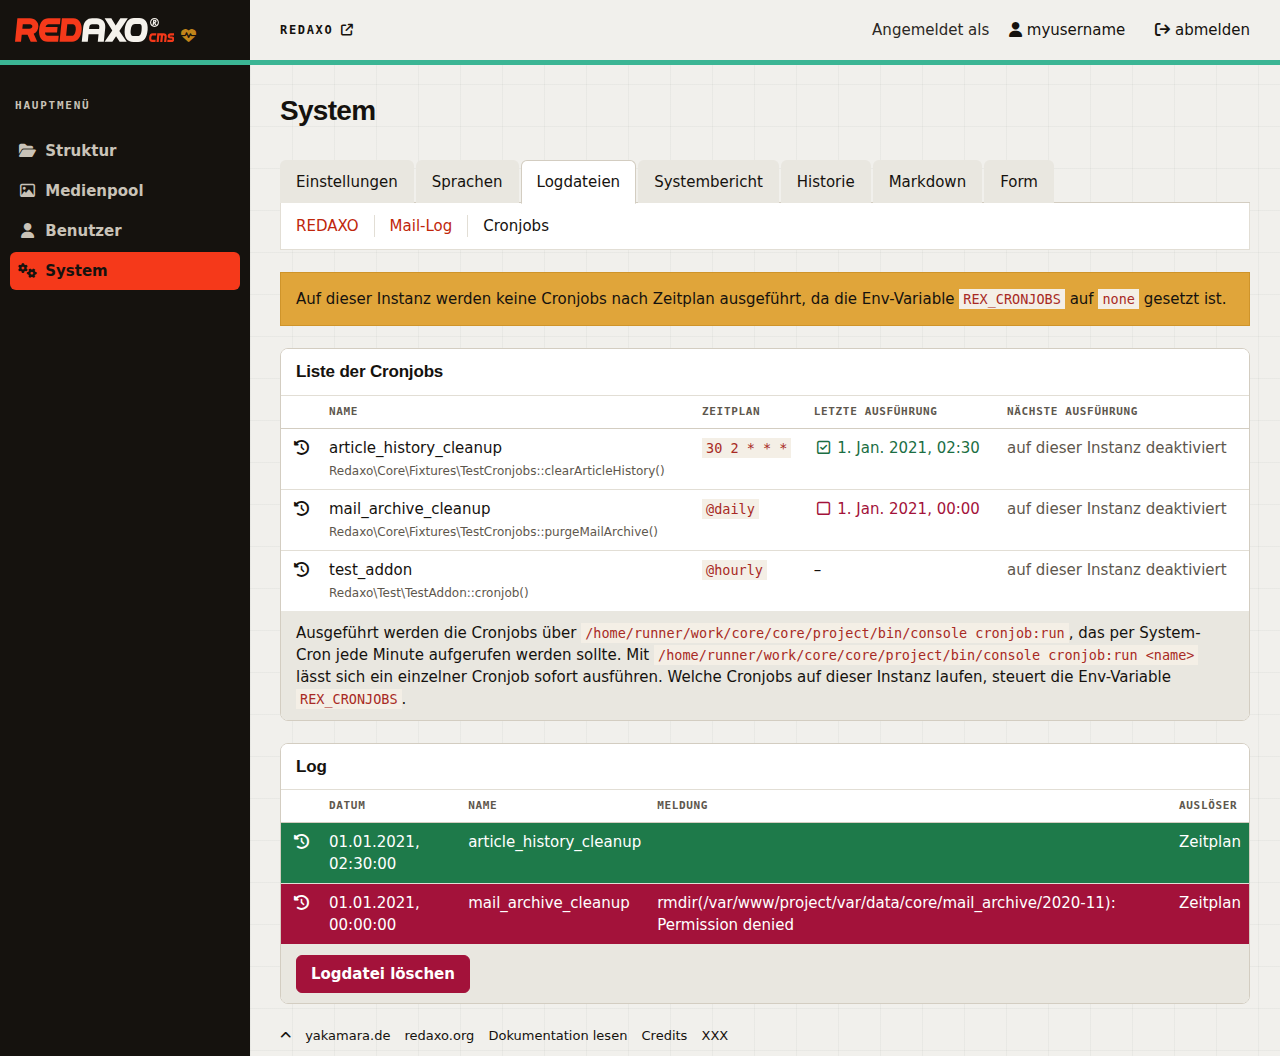 REDAXO® cms
REDAXO
Angemeldet als myusername abmelden
HAUPTMENÜ
Struktur
Medienpool
Benutzer
System
System
Einstellungen Sprachen Logdateien Systembericht Historie Markdown Form
REDAXO Mail-Log Cronjobs
Auf dieser Instanz werden keine Cronjobs nach Zeitplan ausgeführt, da die Env-Variable REX_CRONJOBS auf none gesetzt ist.
Liste der Cronjobs
NAME ZEITPLAN LETZTE AUSFÜHRUNG NÄCHSTE AUSFÜHRUNG
article_history_cleanup 30 2 * * * 1. Jan. 2021, 02:30 auf dieser Instanz deaktiviert
Redaxo\Core\Fixtures\TestCronjobs::clearArticleHistory()
mail_archive_cleanup @daily 1. Jan. 2021, 00:00 auf dieser Instanz deaktiviert
Redaxo\Core\Fixtures\TestCronjobs::purgeMailArchive()
test_addon @hourly – auf dieser Instanz deaktiviert
Redaxo\Test\TestAddon::cronjob()
Ausgeführt werden die Cronjobs über /home/runner/work/core/core/project/bin/console cronjob:run, das per System-
Cron jede Minute aufgerufen werden sollte. Mit /home/runner/work/core/core/project/bin/console cronjob:run <name>
lässt sich ein einzelner Cronjob sofort ausführen. Welche Cronjobs auf dieser Instanz laufen, steuert die Env-Variable
REX_CRONJOBS.
Log
DATUM NAME MELDUNG AUSLÖSER
01.01.2021, article_history_cleanup Zeitplan
02:30:00
01.01.2021, mail_archive_cleanup rmdir(/var/www/project/var/data/core/mail_archive/2020-11): Zeitplan
00:00:00 Permission denied
Logdatei löschen
yakamara.de redaxo.org Dokumentation lesen Credits XXX